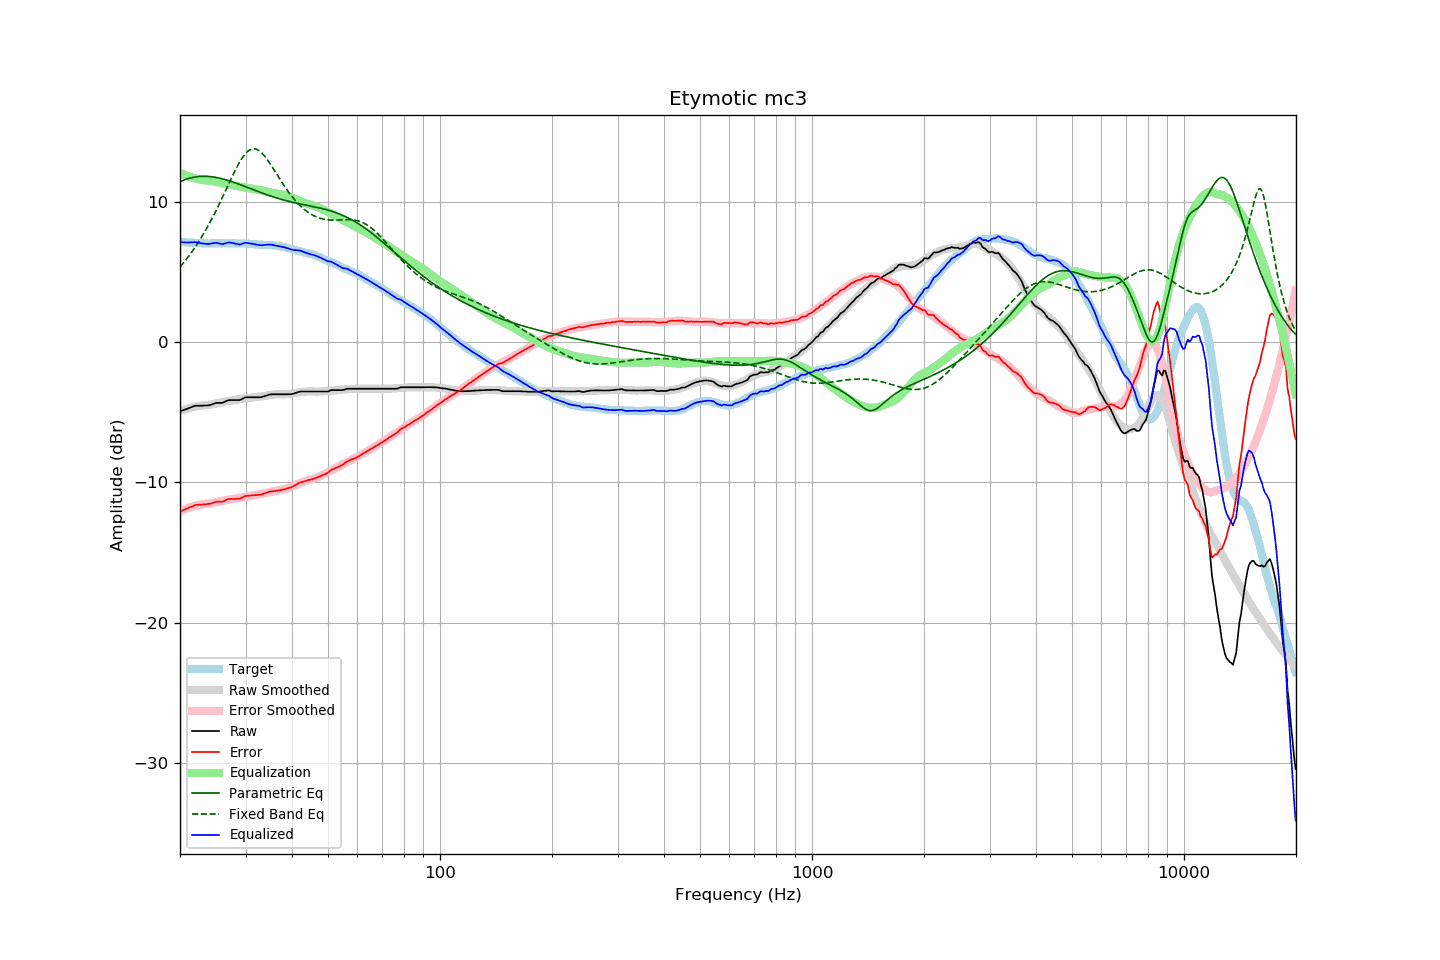 Etymotic mc3
Amplitude (dBr)
10
0
−10
−20
−30
Target
Raw Smoothed
Error Smoothed
Raw
Error
Equalization
Parametric Eq
Fixed Band Eq
Equalized
100
1000
10000
Frequency (Hz)